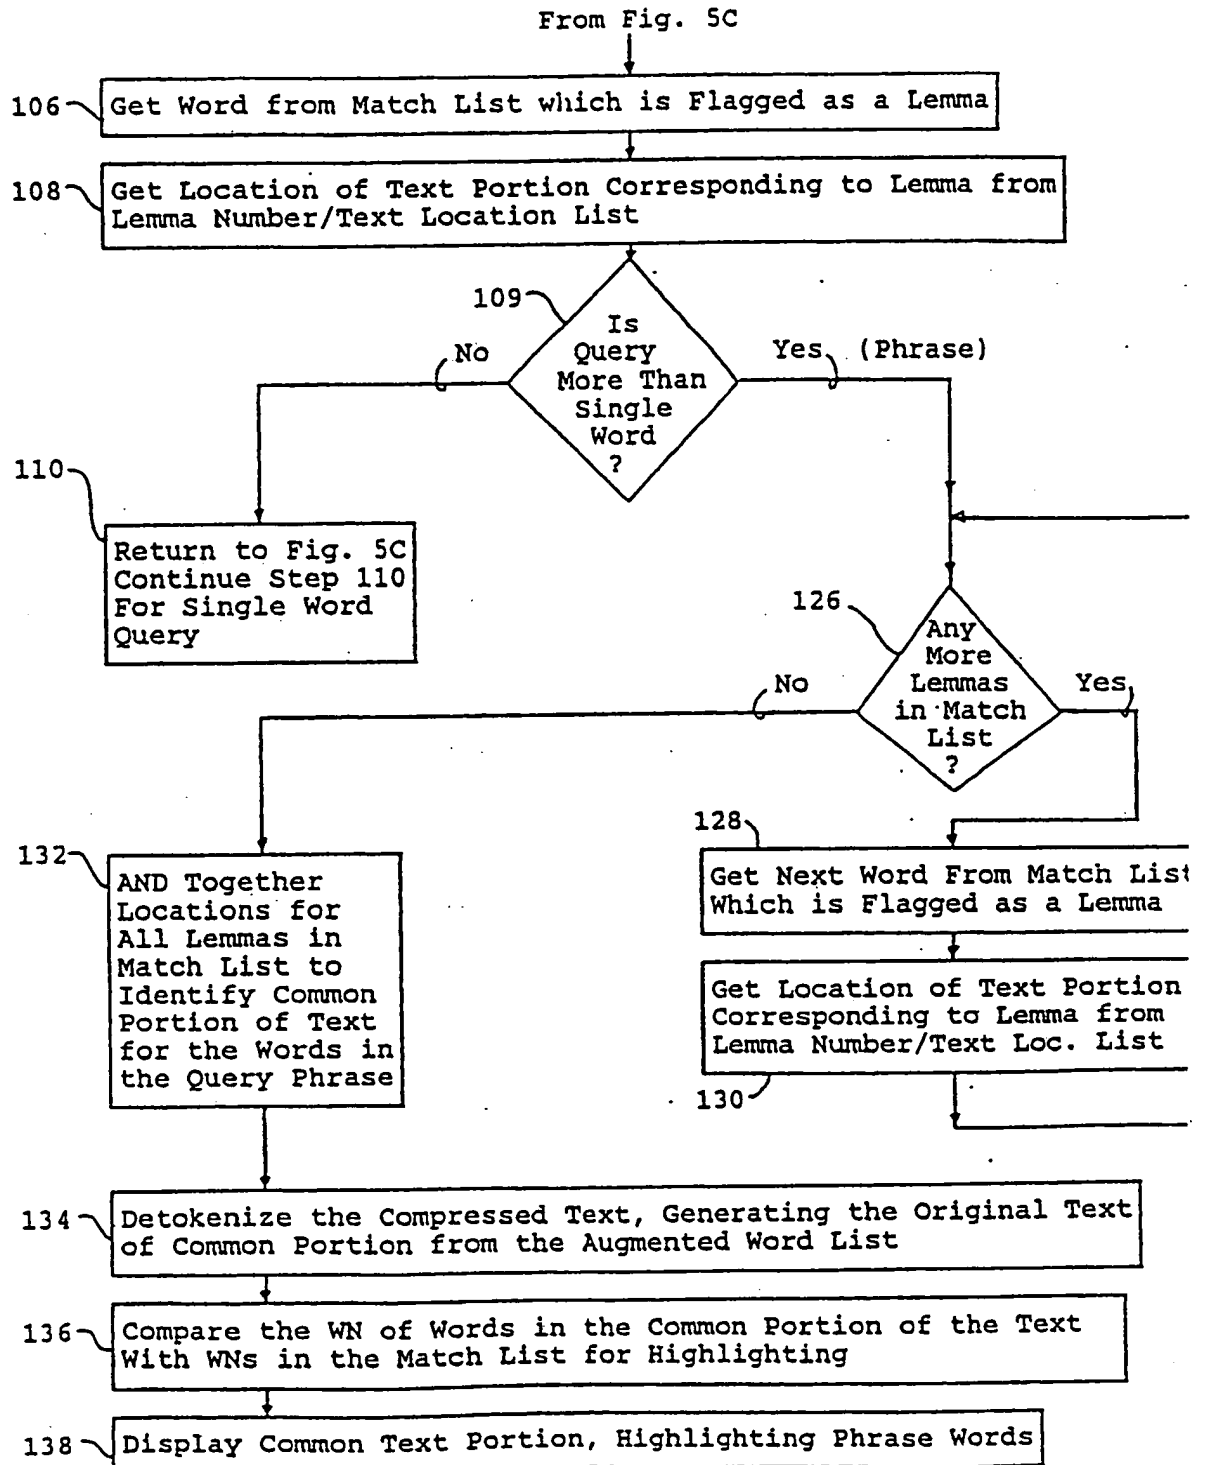 From Fig. 5C
106
Get Word from Match List which is Flagged as a Lemma
108
Get Location of Text Portion Corresponding to Lemma from
Lemma Number/Text Location List
109
Is
Query
More Than
Single
Word
?
No
Yes (Phrase)
110
Return to Fig. 5C
Continue Step 110
For Single Word
Query
126
Any
More
Lemmas
in Match
List
?
No
Yes
128
Get Next Word From Match List
Which is Flagged as a Lemma
132
AND Together
Locations for
All Lemmas in
Match List to
Identify Common
Portion of Text
for the Words in
the Query Phrase
Get Location of Text Portion
Corresponding to Lemma from
Lemma Number/Text Loc. List
130
134
Detokenize the Compressed Text, Generating the Original Text
of Common Portion from the Augmented Word List
136
Compare the WN of Words in the Common Portion of the Text
With WNs in the Match List for Highlighting
138
Display Common Text Portion, Highlighting Phrase Words